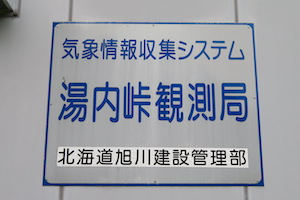 気象情報収集システム
湯内峠観測局
北海道旭川建設管理部